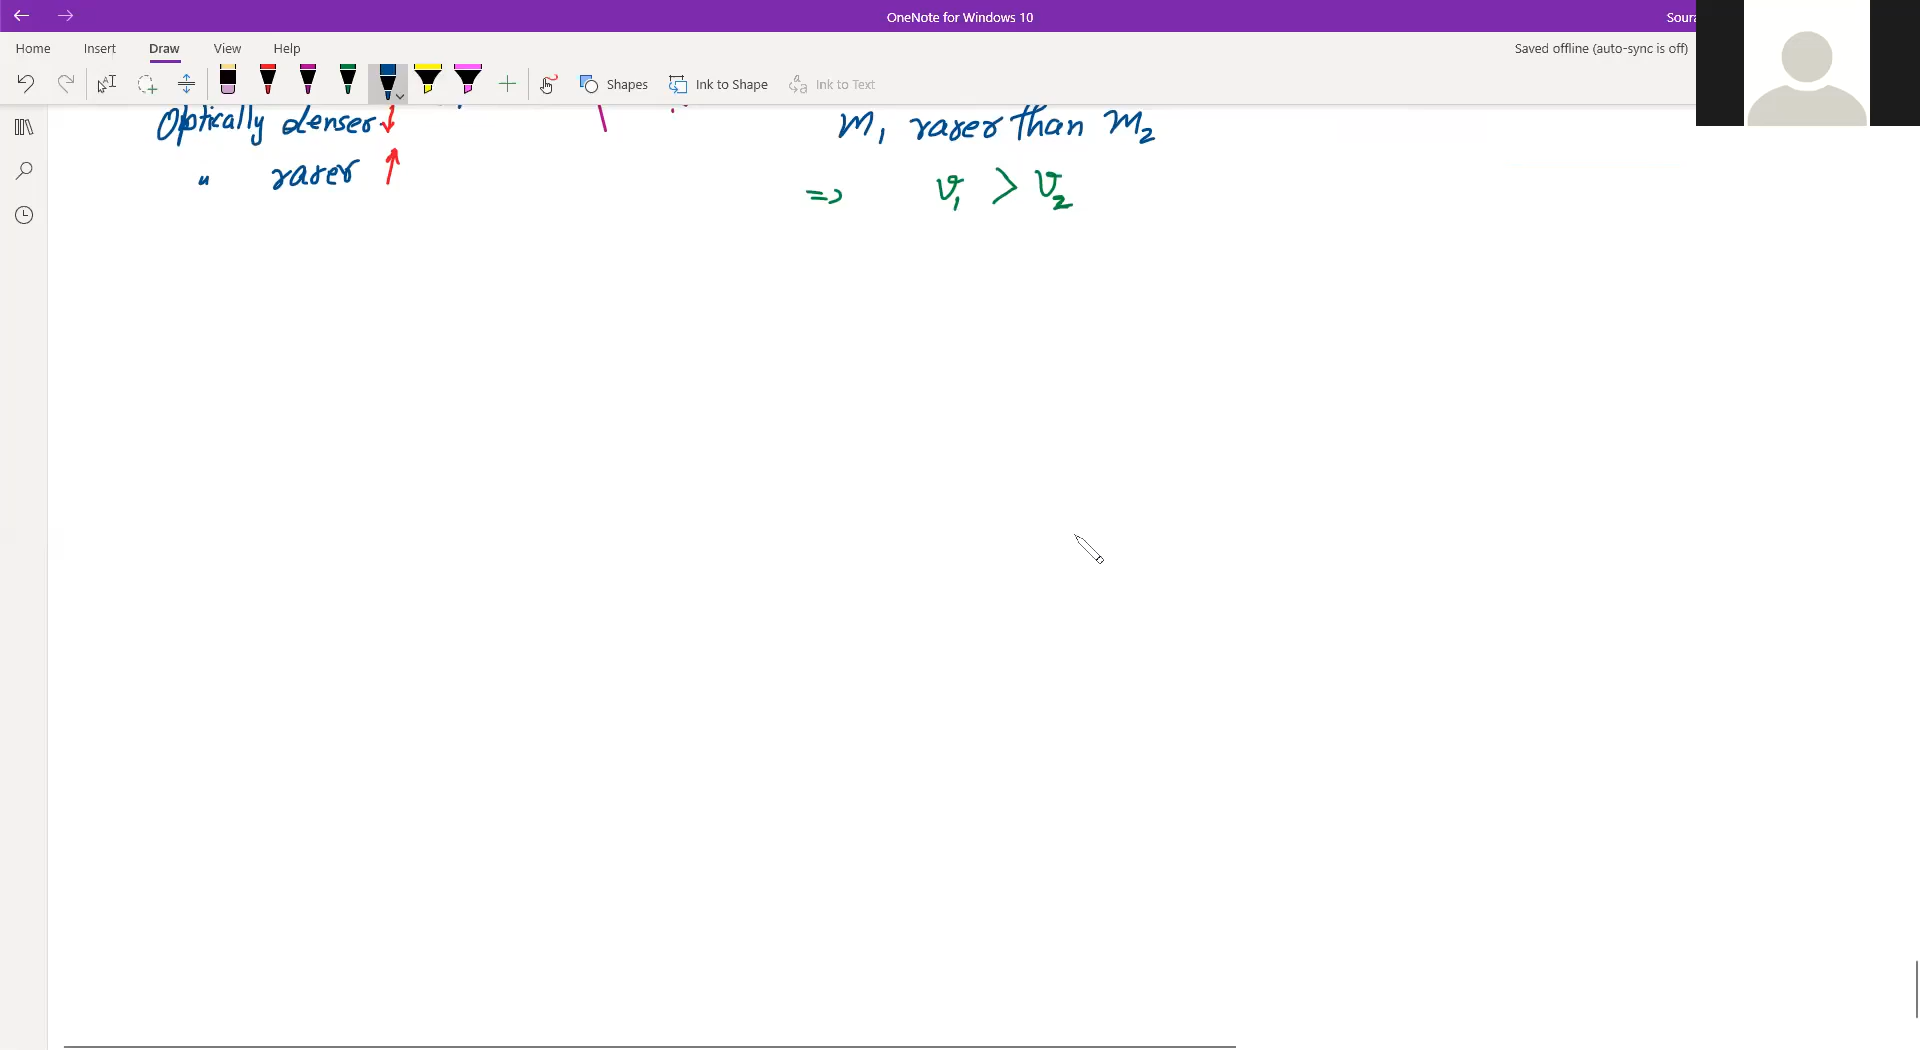 OneNote for Windows 10
Home Insert Draw View Help
Saved offline (auto-sync is off)
Shapes Ink to Shape Ink to Text
Optically denser ↓
" rarer ↑
M₁ rarer than M₂
⇒ v₁ > v₂